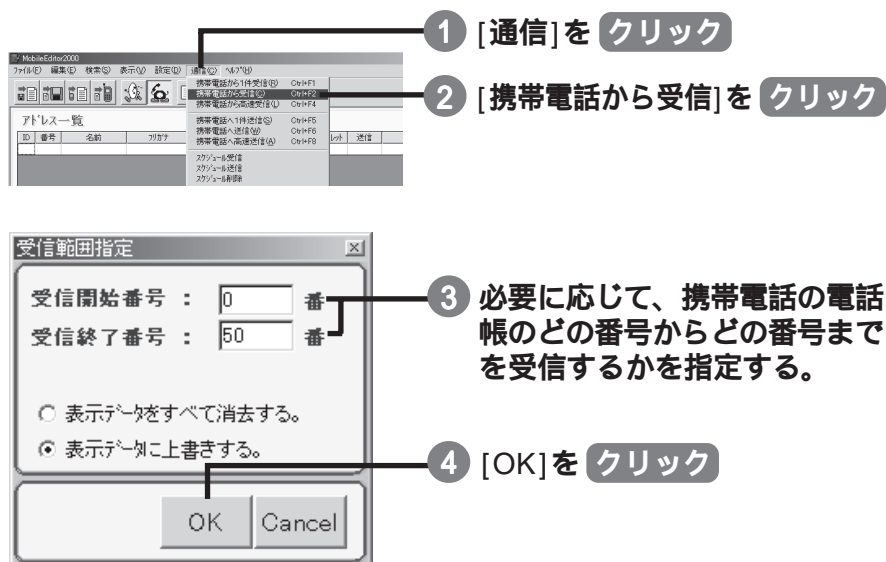 1 [通信]を クリック
MobileEditor2000
ファイル(F) 編集(E) 検索(S) 表示(V) 設定(D) 通信(C) ヘルプ(H)
携帯電話から1件受信(R) Ctrl+F1
携帯電話から受信(O) Ctrl+F2
携帯電話から高速受信(L) Ctrl+F4
携帯電話へ1件送信(S) Ctrl+F5
携帯電話へ送信(W) Ctrl+F6
携帯電話へ高速送信(A) Ctrl+F8
スケジュール受信
スケジュール送信
スケジュール削除
2 [携帯電話から受信]を クリック
アドレス一覧
ID 番号 名前 フリガナ 送信
受信範囲指定
受信開始番号 : 0 番
受信終了番号 : 50 番
表示データをすべて消去する。
表示データに上書きする。
OK Cancel
3 必要に応じて、携帯電話の電話
帳のどの番号からどの番号まで
を受信するかを指定する。
4 [OK]を クリック